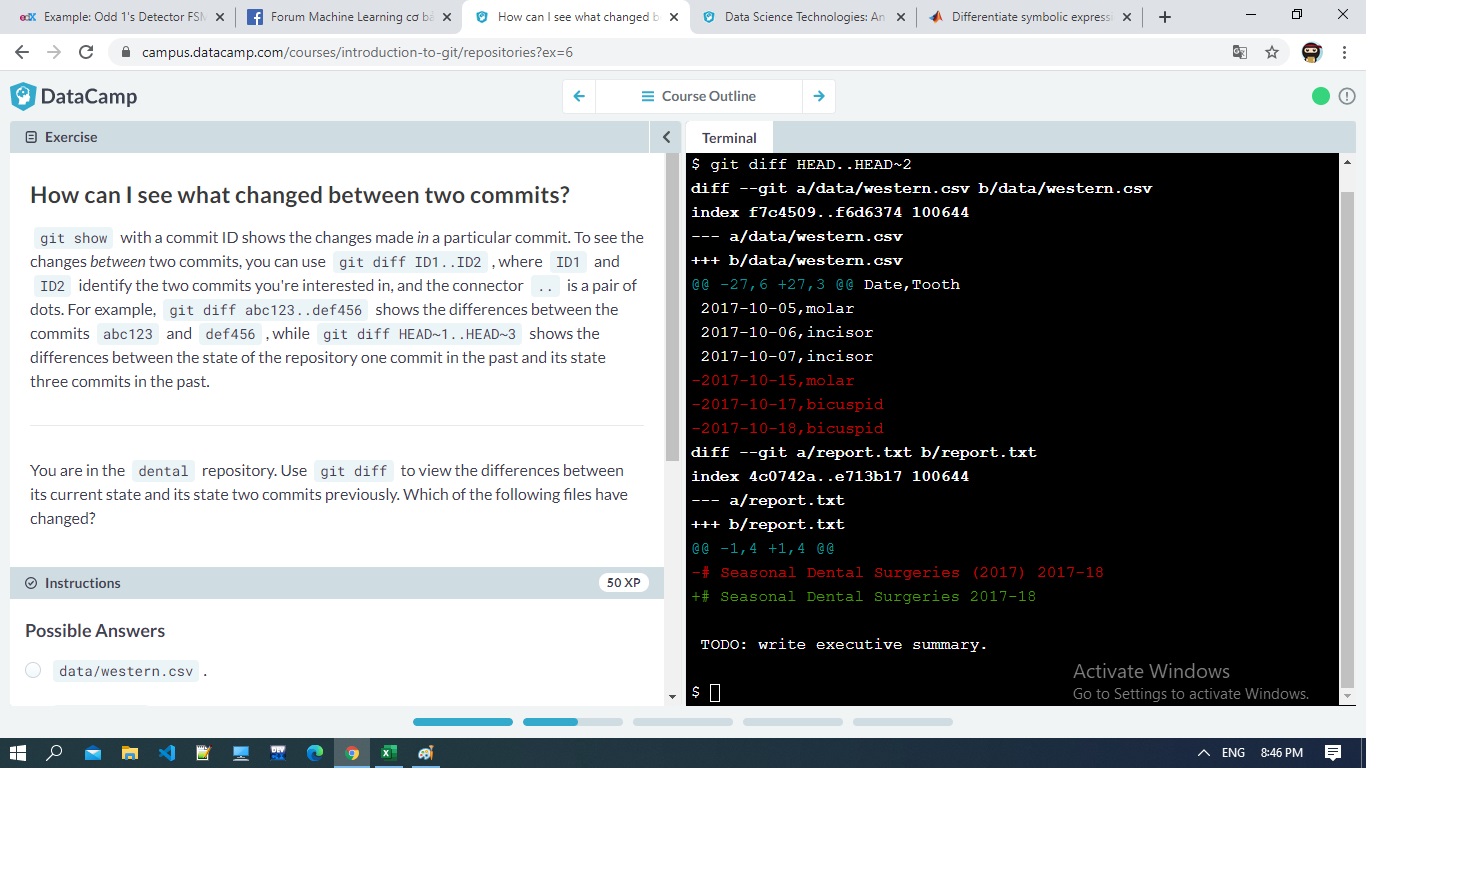 edX Example: Odd 1's Detector FSM
Forum Machine Learning cơ bả
How can I see what changed b
Data Science Technologies: An
Differentiate symbolic express
campus.datacamp.com/courses/introduction-to-git/repositories?ex=6
DataCamp
Course Outline
Exercise
Terminal
How can I see what changed between two commits?
git show with a commit ID shows the changes made in a particular commit. To see the
changes between two commits, you can use git diff ID1..ID2 , where ID1 and
ID2 identify the two commits you're interested in, and the connector .. is a pair of
dots. For example, git diff abc123..def456 shows the differences between the
commits abc123 and def456 , while git diff HEAD~1..HEAD~3 shows the
differences between the state of the repository one commit in the past and its state
three commits in the past.
You are in the dental repository. Use git diff to view the differences between
its current state and its state two commits previously. Which of the following files have
changed?
Instructions
50 XP
Possible Answers
data/western.csv .
$ git diff HEAD..HEAD~2
diff --git a/data/western.csv b/data/western.csv
index f7c4509..f6d6374 100644
--- a/data/western.csv
+++ b/data/western.csv
@@ -27,6 +27,3 @@ Date,Tooth
2017-10-05,molar
2017-10-06,incisor
2017-10-07,incisor
-2017-10-15,molar
-2017-10-17,bicuspid
-2017-10-18,bicuspid
diff --git a/report.txt b/report.txt
index 4c0742a..e713b17 100644
--- a/report.txt
+++ b/report.txt
@@ -1,4 +1,4 @@
-# Seasonal Dental Surgeries (2017) 2017-18
+# Seasonal Dental Surgeries 2017-18
TODO: write executive summary.
$
Activate Windows
Go to Settings to activate Windows.
DEV
ENG
8:46 PM